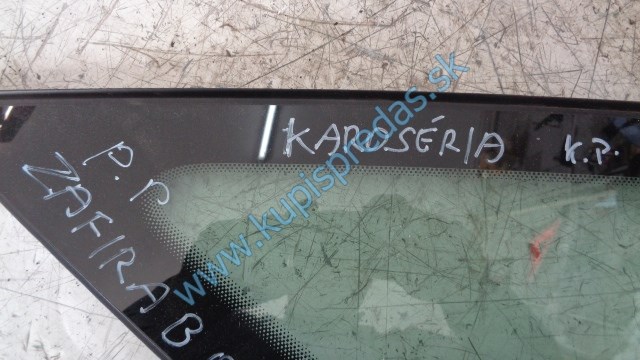 KAROSÉRIA K.P.
P.P
ZAFIRA B
www.kupispredas.sk